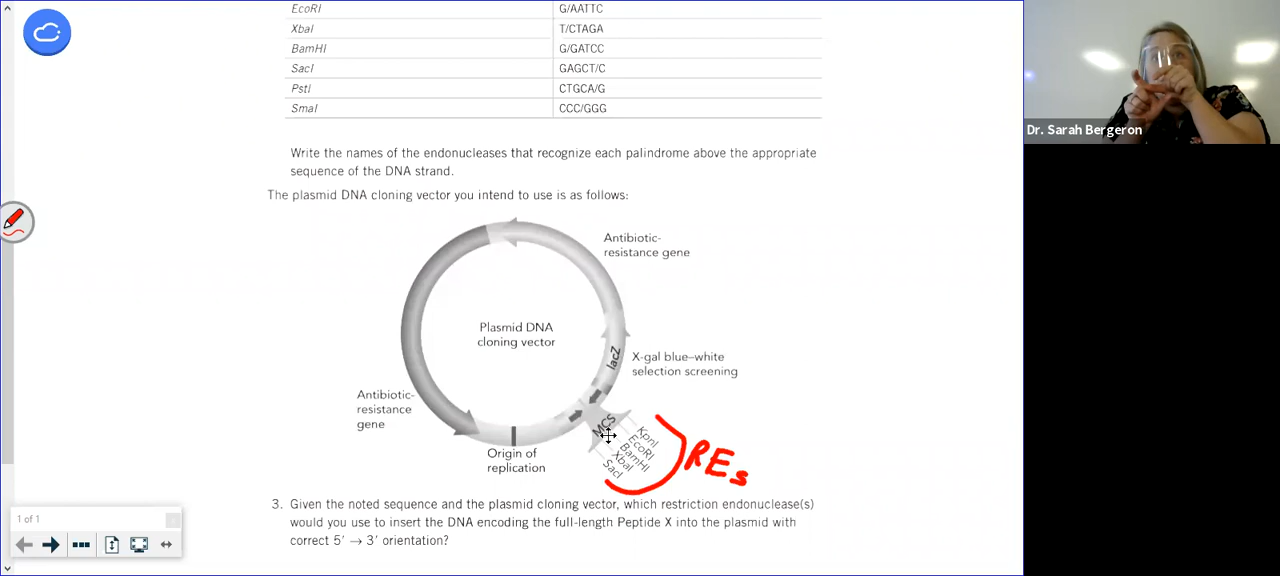 EcoRI G/AATTC
XbaI T/CTAGA
BamHI G/GATCC
SacI GAGCT/C
PstI CTGCA/G
SmaI CCC/GGG
Write the names of the endonucleases that recognize each palindrome above the appropriate
sequence of the DNA strand.
The plasmid DNA cloning vector you intend to use is as follows:
Antibiotic-
resistance gene
Plasmid DNA
cloning vector
lacZ
X-gal blue–white
selection screening
Antibiotic-
resistance
gene
MCS
KpnI
EcoRI
BamHI
XbaI
SacI
REs
Origin of
replication
3. Given the noted sequence and the plasmid cloning vector, which restriction endonuclease(s)
would you use to insert the DNA encoding the full-length Peptide X into the plasmid with
correct 5′ → 3′ orientation?
1 of 1
Dr. Sarah Bergeron